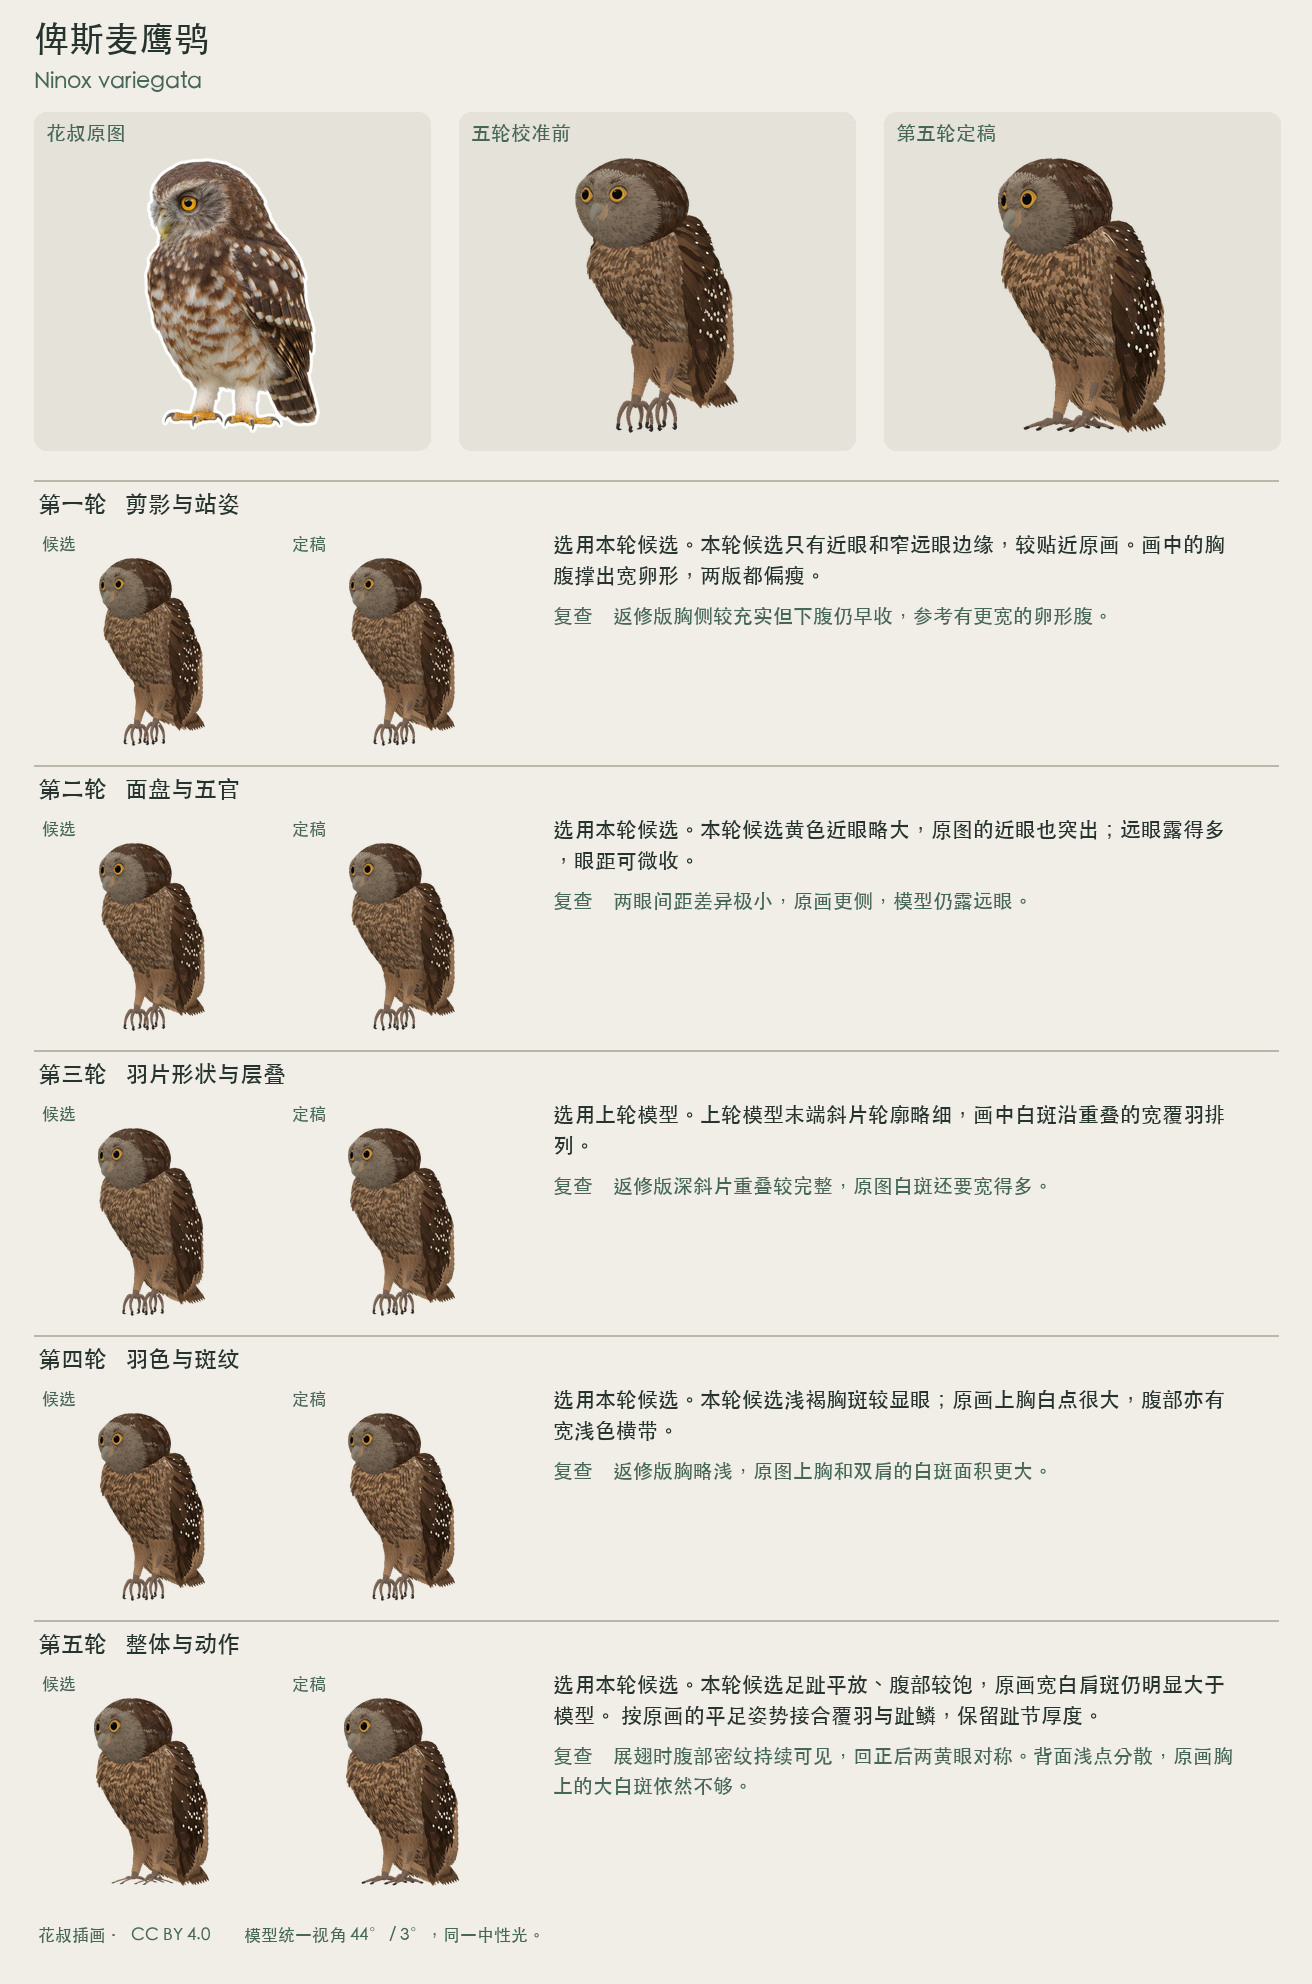 俾斯麦鹰鸮
Ninox variegata
花叔原图
五轮校准前
第五轮定稿
第一轮 剪影与站姿
候选
定稿
选用本轮候选。本轮候选只有近眼和窄远眼边缘，较贴近原画。画中的胸
腹撑出宽卵形，两版都偏瘦。
复查 返修版胸侧较充实但下腹仍早收，参考有更宽的卵形腹。
第二轮 面盘与五官
候选
定稿
选用本轮候选。本轮候选黄色近眼略大，原图的近眼也突出；远眼露得多
，眼距可微收。
复查 两眼间距差异极小，原画更侧，模型仍露远眼。
第三轮 羽片形状与层叠
候选
定稿
选用上轮模型。上轮模型末端斜片轮廓略细，画中白斑沿重叠的宽覆羽排
列。
复查 返修版深斜片重叠较完整，原图白斑还要宽得多。
第四轮 羽色与斑纹
候选
定稿
选用本轮候选。本轮候选浅褐胸斑较显眼；原画上胸白点很大，腹部亦有
宽浅色横带。
复查 返修版胸略浅，原图上胸和双肩的白斑面积更大。
第五轮 整体与动作
候选
定稿
选用本轮候选。本轮候选足趾平放、腹部较饱，原画宽白肩斑仍明显大于
模型。 按原画的平足姿势接合覆羽与趾鳞，保留趾节厚度。
复查 展翅时腹部密纹持续可见，回正后两黄眼对称。背面浅点分散，原画胸
上的大白斑依然不够。
花叔插画 · CC BY 4.0 模型统一视角 44° / 3°，同一中性光。